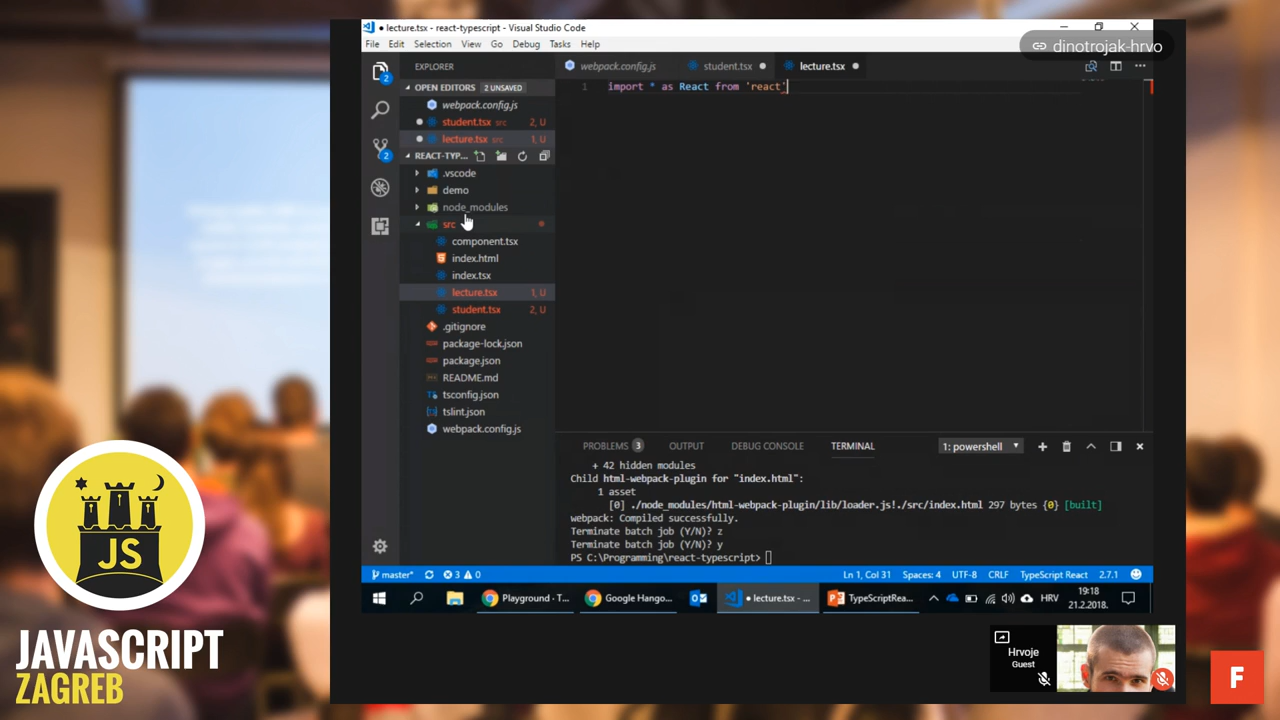 ● lecture.tsx - react-typescript - Visual Studio Code
File Edit Selection View Go Debug Tasks Help
dinotrojak-hrvo
EXPLORER
webpack.config.js student.tsx ● lecture.tsx ●
OPEN EDITORS 2 UNSAVED
1 import * as React from 'react'
webpack.config.js
● student.tsx src 2, U
● lecture.tsx src 1, U
REACT-TYP...
.vscode
demo
node_modules
src
component.tsx
index.html
index.tsx
lecture.tsx 1, U
student.tsx 2, U
.gitignore
package-lock.json
package.json
README.md
tsconfig.json
tslint.json
webpack.config.js
2
2
PROBLEMS 3 OUTPUT DEBUG CONSOLE TERMINAL 1: powershell
+ 42 hidden modules
Child html-webpack-plugin for "index.html":
1 asset
[0] ./node_modules/html-webpack-plugin/lib/loader.js!./src/index.html 297 bytes {0} [built]
webpack: Compiled successfully.
Terminate batch job (Y/N)? z
Terminate batch job (Y/N)? y
PS C:\Programming\react-typescript>
master* 3 0 Ln 1, Col 31 Spaces: 4 UTF-8 CRLF TypeScript React 2.7.1
Playground - T... Google Hango... ● lecture.tsx - ... TypeScriptRea... HRV 19:18
21.2.2018.
Hrvoje
Guest
JS
JAVASCRIPT
ZAGREB
F